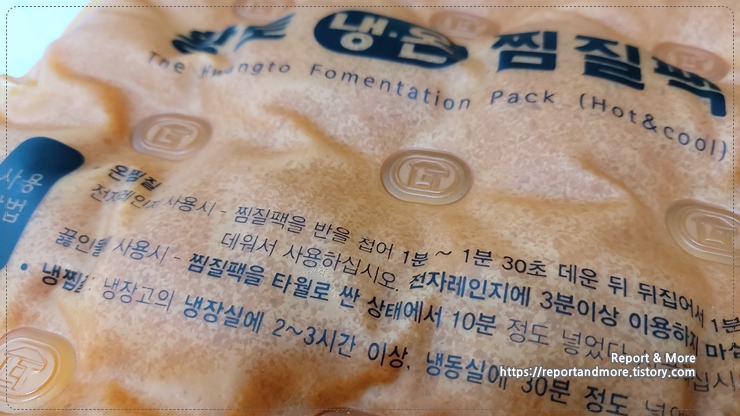 냉·온 찜질팩
The Hwangto Fomentation Pack (Hot&cool)
사용
온찜질
전자레인지 사용시 - 찜질팩을 반을 접어 1분 ~ 1분 30초 데운 뒤 뒤집어서 1분
데워서 사용하십시오. 전자레인지에 3분이상 이용하지 마십
꿇인물 사용시 - 찜질팩을 타월로 싼 상태에서 10분 정도 넣었다
• 냉찜질: 냉장고의 냉장실에 2~3시간 이상, 냉동실에 30분 정도
Report & More
https://reportandmore.tistory.com